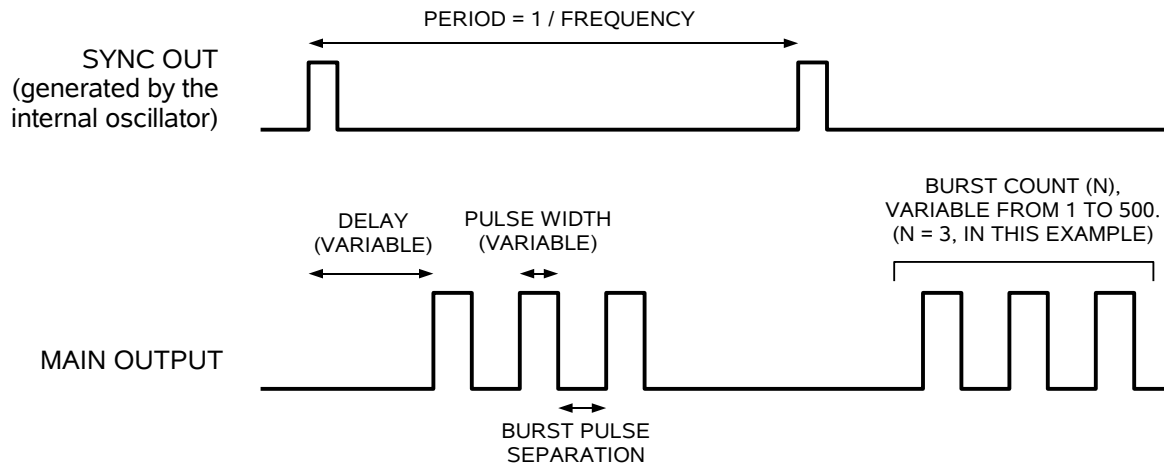 PERIOD = 1 / FREQUENCY
SYNC OUT
(generated by the
internal oscillator)
BURST COUNT (N),
VARIABLE FROM 1 TO 500.
(N = 3, IN THIS EXAMPLE)
DELAY
(VARIABLE)
PULSE WIDTH
(VARIABLE)
MAIN OUTPUT
BURST PULSE
SEPARATION